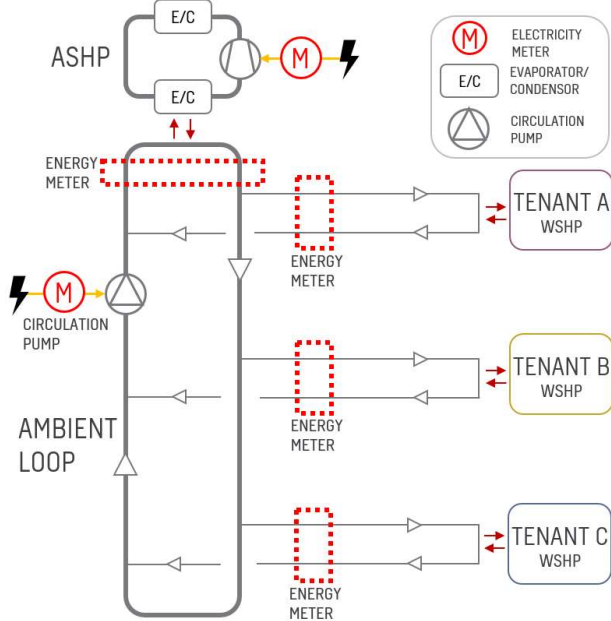 E/C
ASHP
M
E/C
M
ELECTRICITY
METER
E/C
EVAPORATOR/
CONDENSOR
CIRCULATION
PUMP
ENERGY
METER
TENANT A
WSHP
ENERGY
METER
M
CIRCULATION
PUMP
TENANT B
WSHP
ENERGY
METER
AMBIENT
LOOP
TENANT C
WSHP
ENERGY
METER